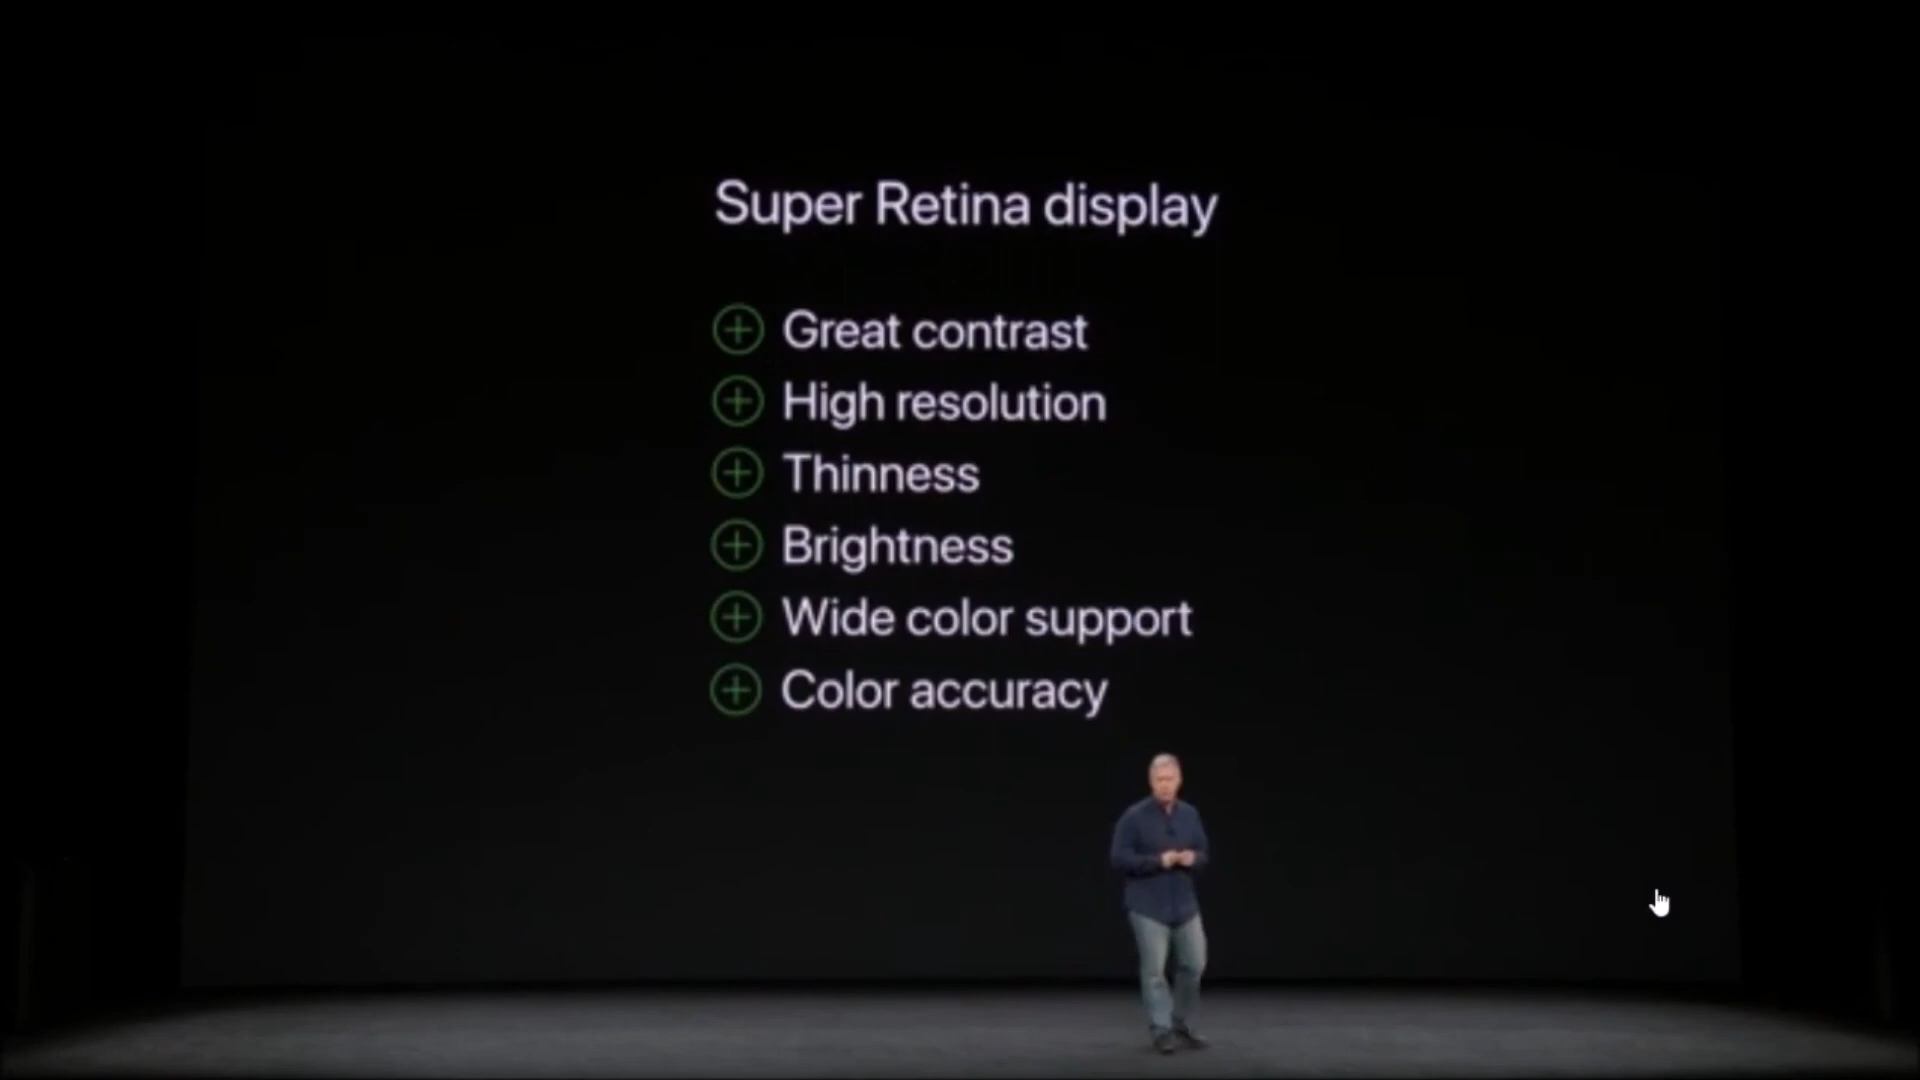 Super Retina display
Great contrast
High resolution
Thinness
Brightness
Wide color support
Color accuracy